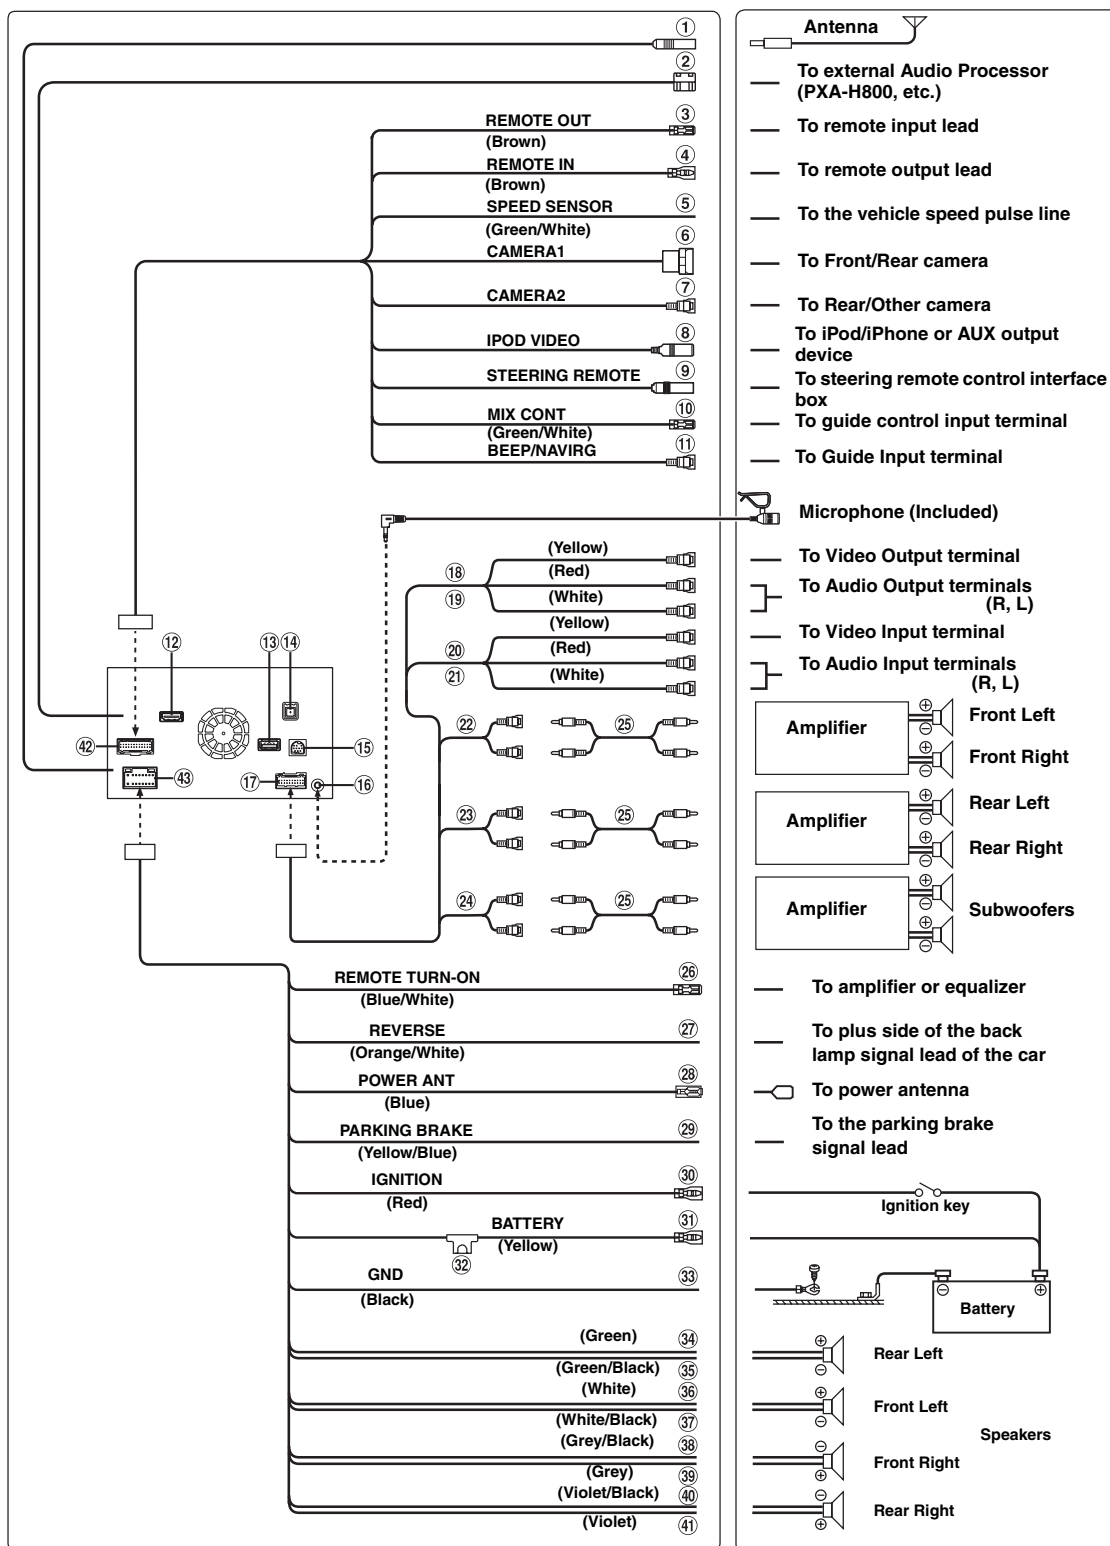 ①
Antenna
②
To external Audio Processor
(PXA-H800, etc.)
REMOTE OUT
③
(Brown)
To remote input lead
REMOTE IN
④
(Brown)
To remote output lead
SPEED SENSOR
⑤
(Green/White)
To the vehicle speed pulse line
CAMERA1
⑥
To Front/Rear camera
CAMERA2
⑦
To Rear/Other camera
IPOD VIDEO
⑧
To iPod/iPhone or AUX output
device
STEERING REMOTE
⑨
To steering remote control interface
box
MIX CONT
⑩
(Green/White)
To guide control input terminal
BEEP/NAVIRG
⑪
To Guide Input terminal
Microphone (Included)
(Yellow)
To Video Output terminal
⑱
(Red)
⑲
(White)
To Audio Output terminals
(R, L)
(Yellow)
To Video Input terminal
⑳
(Red)
㉑
(White)
To Audio Input terminals
(R, L)
⑫
⑬
⑭
⑮
⑯
⑰
㊷
㊸
㉒
㉕
Amplifier
⊕
⊖
Front Left
⊕
⊖
Front Right
㉓
㉕
Amplifier
⊕
⊖
Rear Left
⊕
⊖
Rear Right
㉔
㉕
Amplifier
⊕
⊖
⊕
⊖
Subwoofers
REMOTE TURN-ON
㉖
(Blue/White)
To amplifier or equalizer
REVERSE
㉗
(Orange/White)
To plus side of the back
lamp signal lead of the car
POWER ANT
㉘
(Blue)
To power antenna
PARKING BRAKE
㉙
(Yellow/Blue)
To the parking brake
signal lead
IGNITION
㉚
(Red)
Ignition key
BATTERY
㉛
(Yellow)
㉜
GND
㉝
(Black)
⊖
⊕
Battery
(Green)
㉞
(Green/Black)
㉟
⊕
⊖
Rear Left
(White)
㊱
(White/Black)
㊲
⊕
⊖
Front Left
Speakers
(Grey/Black)
㊳
(Grey)
㊴
⊖
⊕
Front Right
(Violet/Black)
㊵
(Violet)
㊶
⊖
⊕
Rear Right